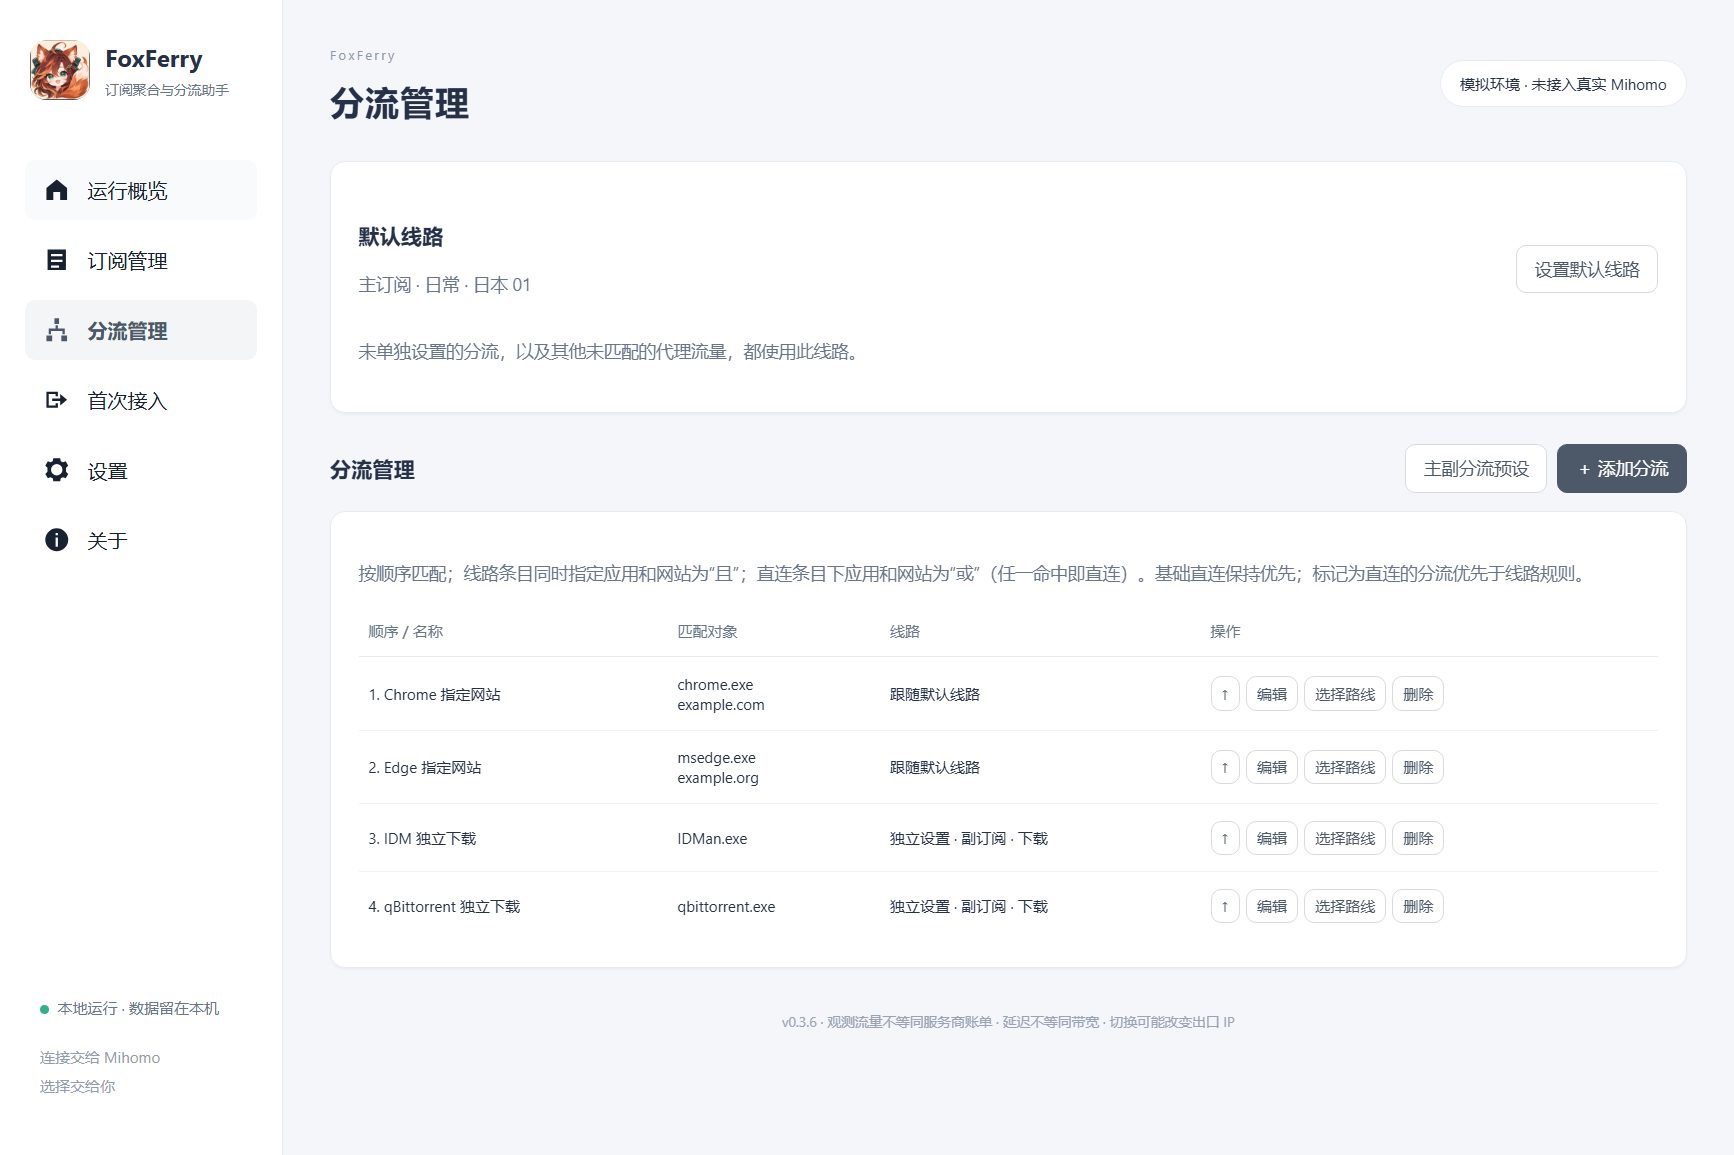 FoxFerry
订阅聚合与分流助手
运行概览
订阅管理
分流管理
首次接入
设置
关于
本地运行 · 数据留在本机
连接交给 Mihomo
选择交给你
FoxFerry
分流管理
模拟环境 · 未接入真实 Mihomo
默认线路
主订阅 · 日常 · 日本 01
设置默认线路
未单独设置的分流，以及其他未匹配的代理流量，都使用此线路。
分流管理
主副分流预设
+ 添加分流
按顺序匹配；线路条目同时指定应用和网站为“且”；直连条目下应用和网站为“或”（任一命中即直连）。基础直连保持优先；标记为直连的分流优先于线路规则。
顺序 / 名称 匹配对象 线路 操作
1. Chrome 指定网站 chrome.exe 跟随默认线路 ↑ 编辑 选择路线 删除
example.com
2. Edge 指定网站 msedge.exe 跟随默认线路 ↑ 编辑 选择路线 删除
example.org
3. IDM 独立下载 IDMan.exe 独立设置 · 副订阅 · 下载 ↑ 编辑 选择路线 删除
4. qBittorrent 独立下载 qbittorrent.exe 独立设置 · 副订阅 · 下载 ↑ 编辑 选择路线 删除
v0.3.6 · 观测流量不等同服务商账单 · 延迟不等同带宽 · 切换可能改变出口 IP